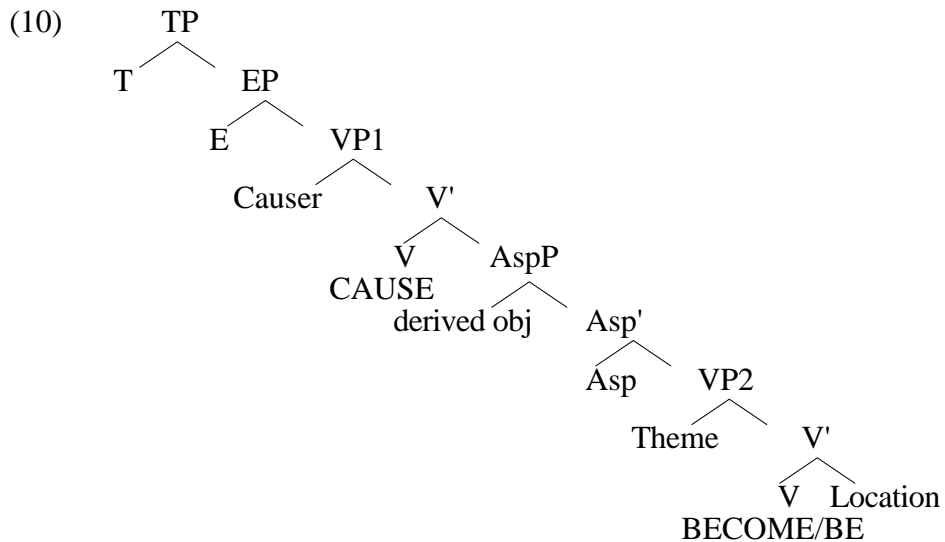 (10) TP
T EP
E VP1
Causer V'
V AspP
CAUSE
derived obj Asp'
Asp VP2
Theme V'
V Location
BECOME/BE